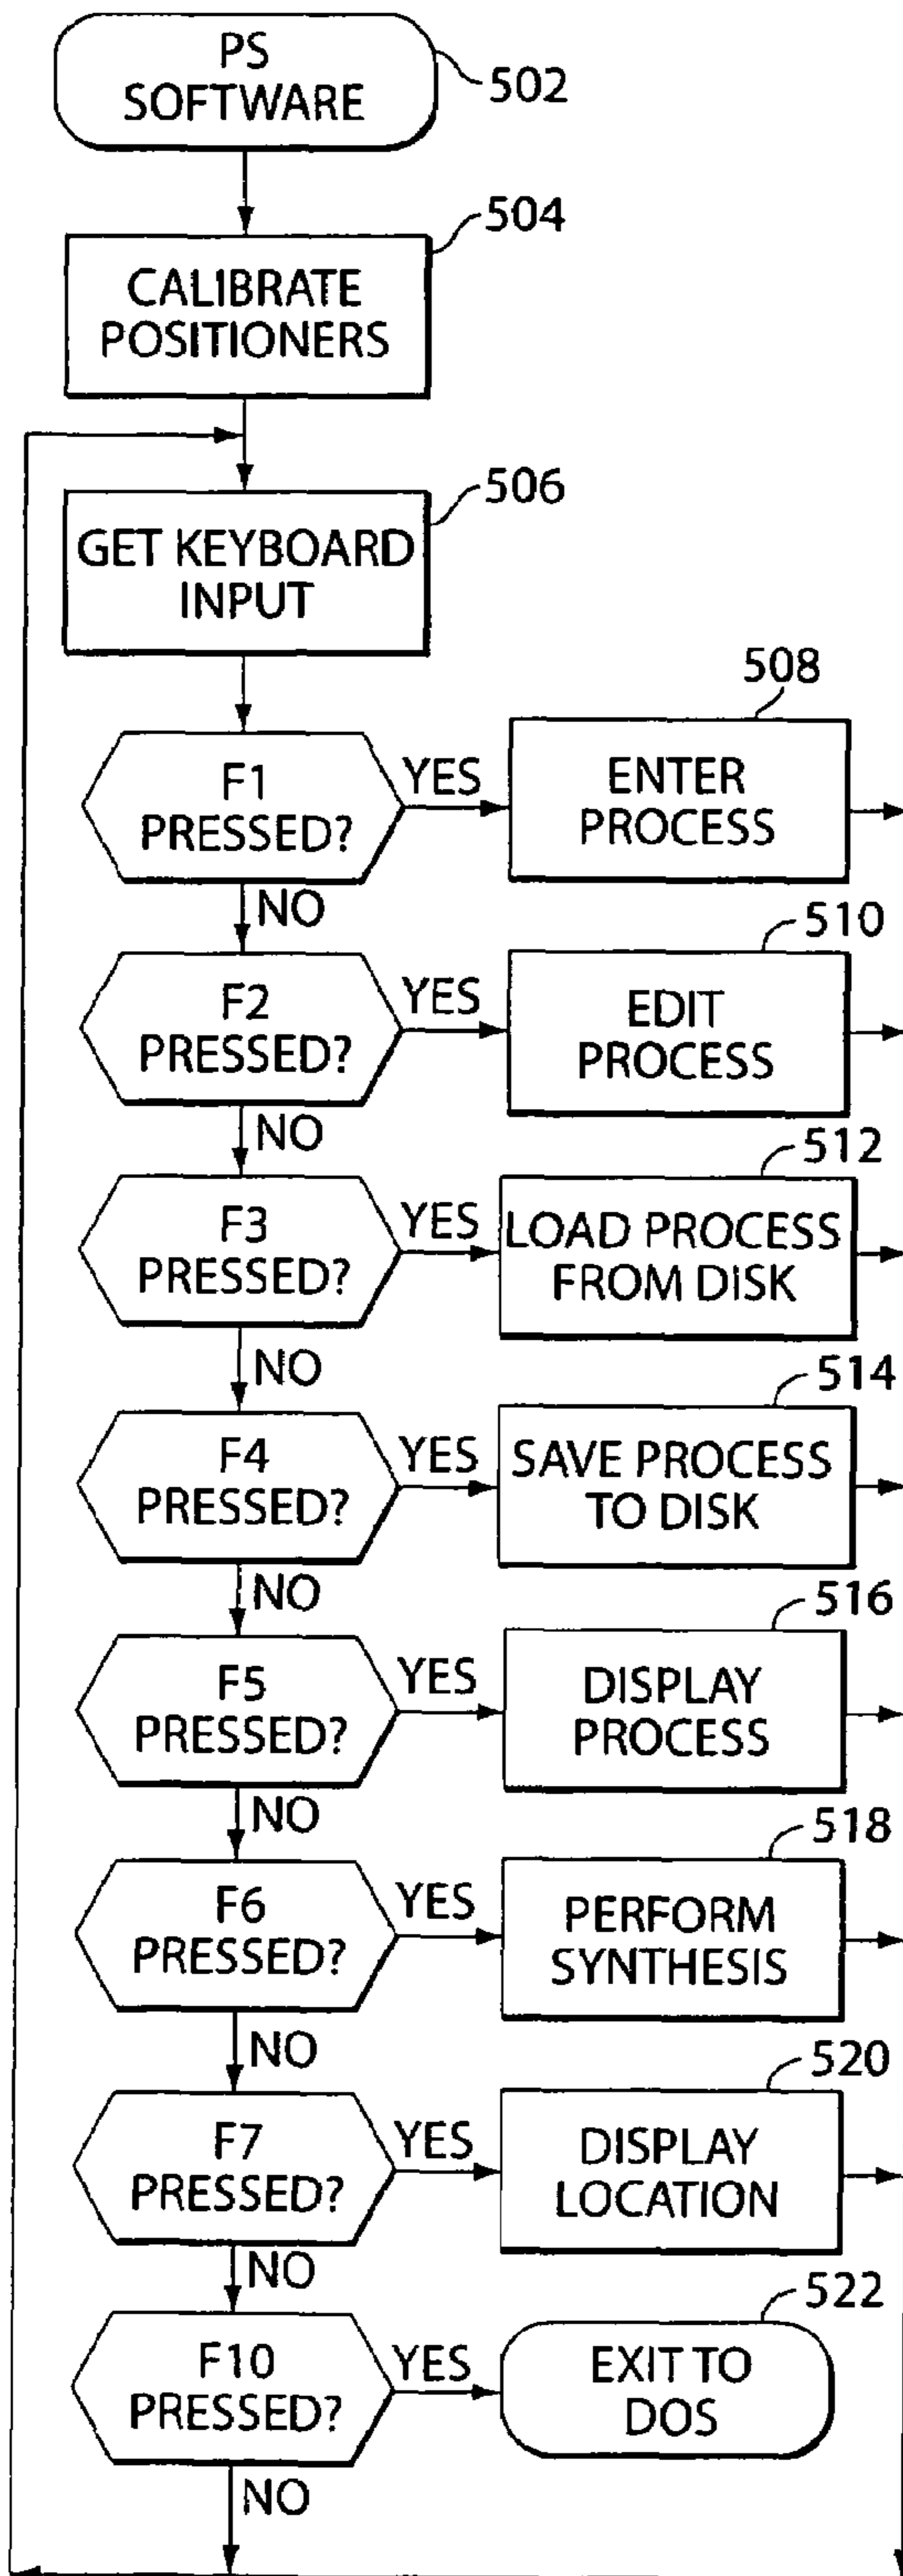 PS
SOFTWARE
502
504
CALIBRATE
POSITIONERS
506
GET KEYBOARD
INPUT
508
F1
PRESSED?
YES
ENTER
PROCESS
NO
510
F2
PRESSED?
YES
EDIT
PROCESS
NO
512
F3
PRESSED?
YES
LOAD PROCESS
FROM DISK
NO
514
F4
PRESSED?
YES
SAVE PROCESS
TO DISK
NO
516
F5
PRESSED?
YES
DISPLAY
PROCESS
NO
518
F6
PRESSED?
YES
PERFORM
SYNTHESIS
NO
520
F7
PRESSED?
YES
DISPLAY
LOCATION
NO
522
F10
PRESSED?
YES
EXIT TO
DOS
NO